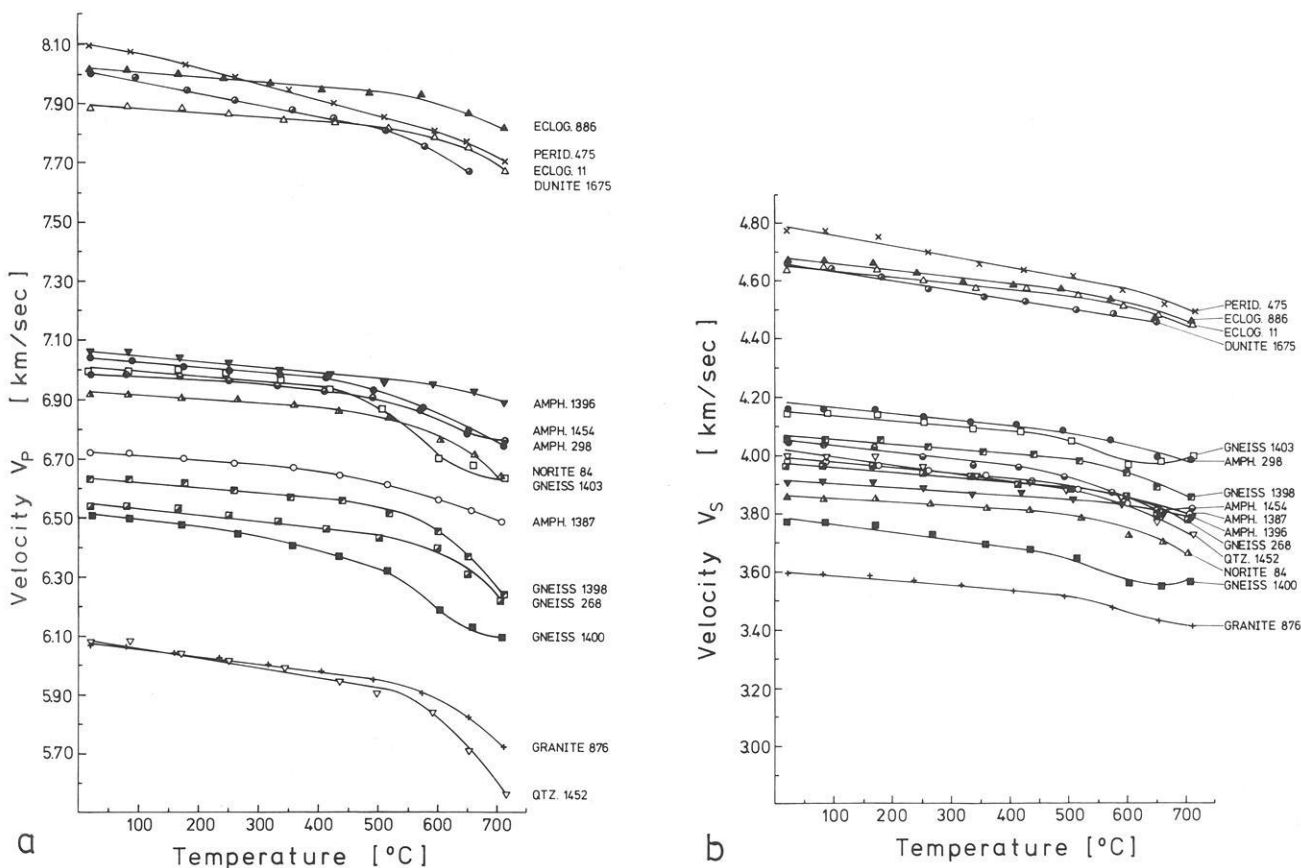 8.10
7.90
7.70
7.50
7.30
7.10
6.90
6.70
6.50
6.30
6.10
5.90
5.70
Velocity VP [km/sec]
ECLOG. 886
PERID. 475
ECLOG. 11
DUNITE 1675
AMPH. 1396
AMPH. 1454
AMPH. 298
NORITE 84
GNEISS 1403
AMPH. 1387
GNEISS 1398
GNEISS 268
GNEISS 1400
GRANITE 876
QTZ. 1452
100 200 300 400 500 600 700
a
Temperature [°C]
4.80
4.60
4.40
4.20
4.00
3.80
3.60
3.40
3.00
Velocity VS [km/sec]
PERID. 475
ECLOG. 886
ECLOG. 11
DUNITE 1675
GNEISS 1403
AMPH. 298
GNEISS 1398
AMPH. 1454
AMPH. 1387
AMPH. 1396
GNEISS 268
QTZ. 1452
NORITE 84
GNEISS 1400
GRANITE 876
100 200 300 400 500 600 700
b
Temperature [°C]